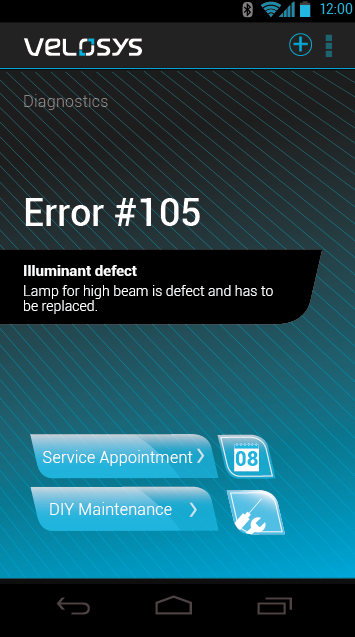 12:00
VELOSYS
Diagnostics
Error #105
Illuminant defect
Lamp for high beam is defect and has to
be replaced.
Service Appointment
08
DIY Maintenance